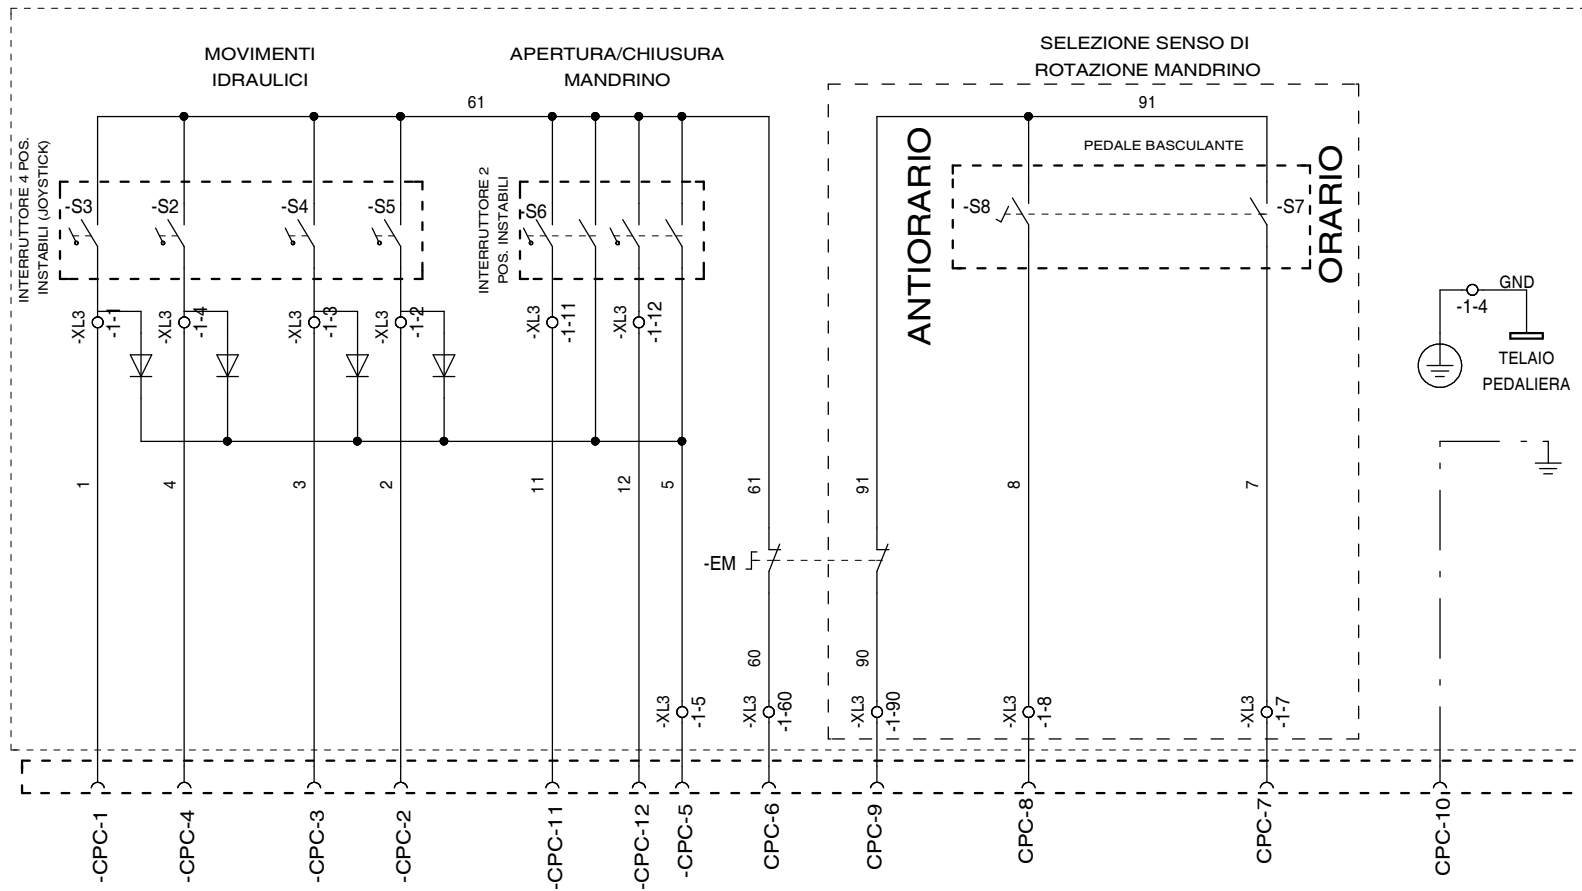 MOVIMENTI
IDRAULICI
APERTURA/CHIUSURA
MANDRINO
SELEZIONE SENSO DI
ROTAZIONE MANDRINO
61
91
INTERRUTTORE 4 POS.
INSTABILI (JOYSTICK)
INTERRUTTORE 2
POS. INSTABILI
ANTIORARIO
PEDALE BASCULANTE
ORARIO
-S3
-S2
-S4
-S5
-S6
-S8
-S7
-XL3
-1-1
-XL3
-1-4
-XL3
-1-3
-XL3
-1-2
-XL3
-1-11
-XL3
-1-12
GND
-1-4
TELAIO
PEDALIERA
1
4
3
2
11
12
5
61
91
8
7
-EM
60
90
-XL3
-1-5
-XL3
-1-60
-XL3
-1-90
-XL3
-1-8
-XL3
-1-7
-CPC-1
-CPC-4
-CPC-3
-CPC-2
-CPC-11
-CPC-12
-CPC-5
CPC-6
CPC-9
CPC-8
CPC-7
CPC-10